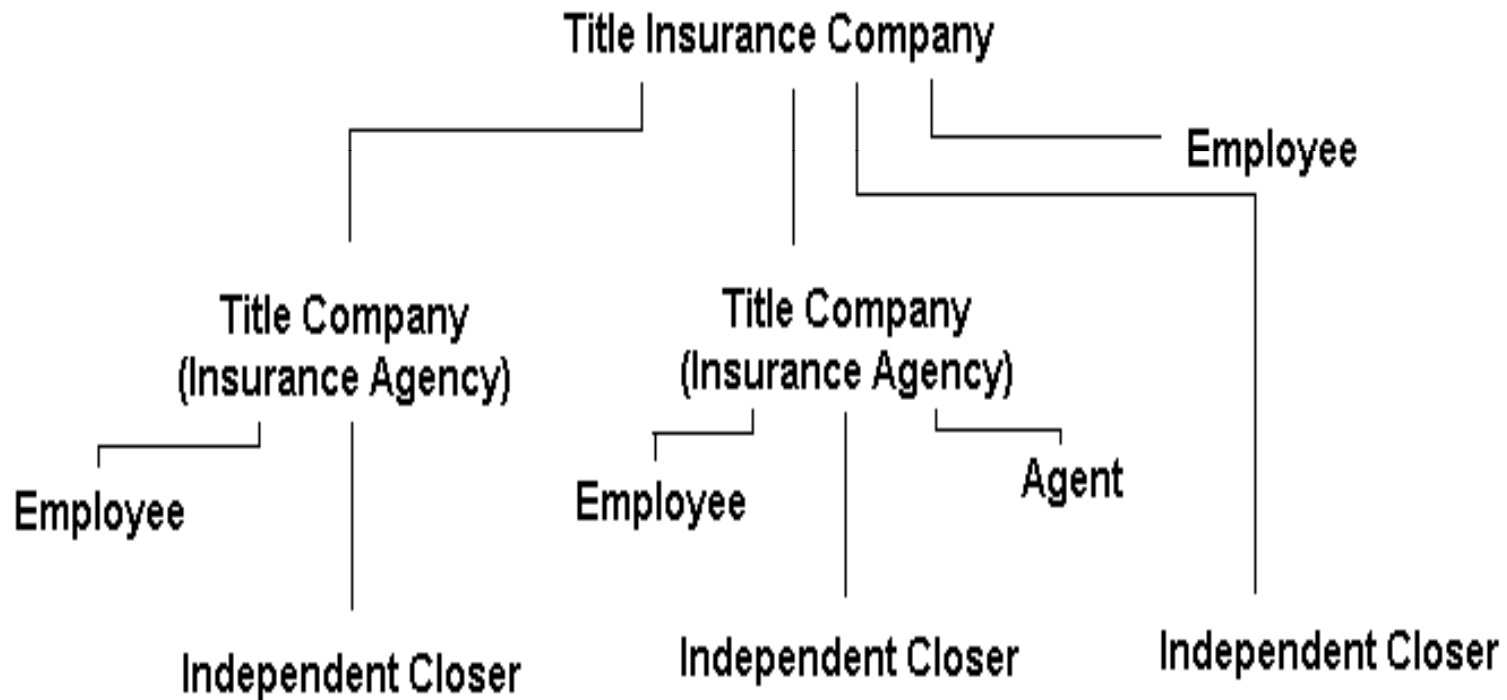 Title Insurance Company
Employee
Title Company
(Insurance Agency)
Title Company
(Insurance Agency)
Employee
Employee
Agent
Independent Closer
Independent Closer
Independent Closer